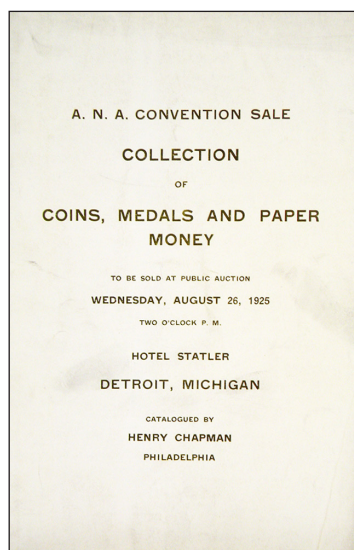 A. N. A. CONVENTION SALE
COLLECTION
OF
COINS, MEDALS AND PAPER
MONEY
TO BE SOLD AT PUBLIC AUCTION
WEDNESDAY, AUGUST 26, 1925
TWO O'CLOCK P. M.
HOTEL STATLER
DETROIT, MICHIGAN
CATALOGUED BY
HENRY CHAPMAN
PHILADELPHIA